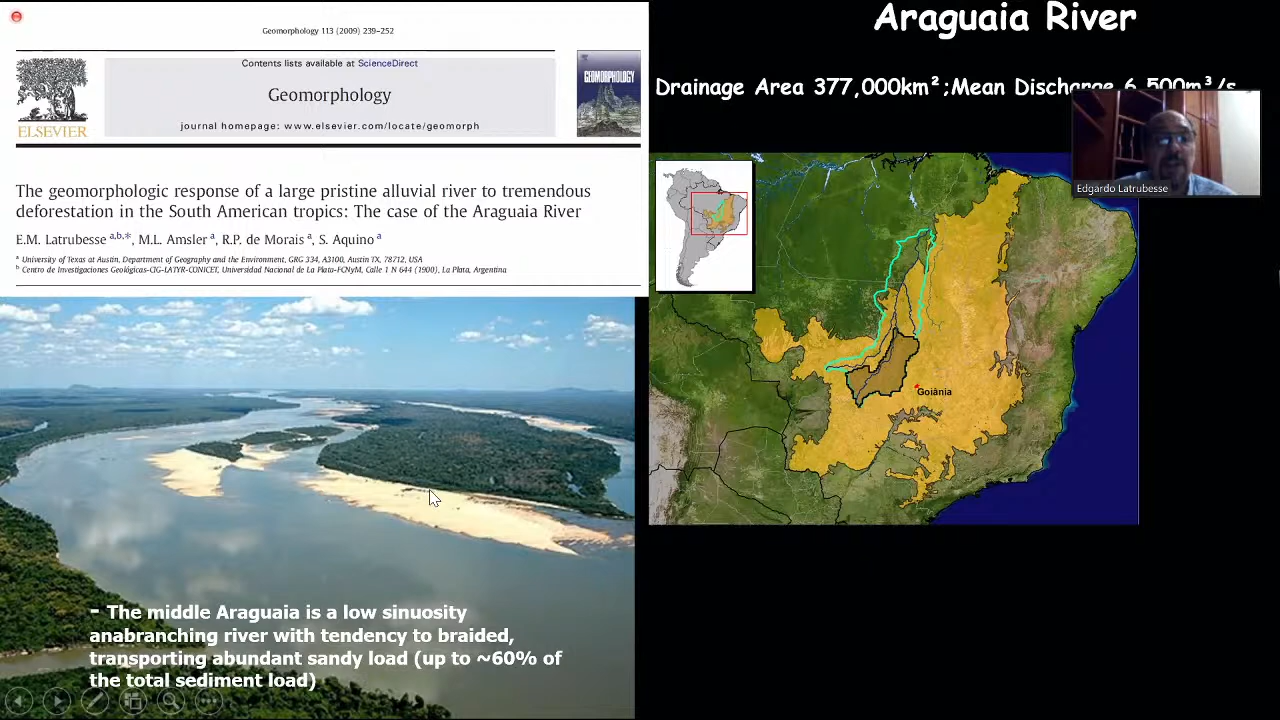 Geomorphology 113 (2009) 239–252
Contents lists available at ScienceDirect
Geomorphology
journal homepage: www.elsevier.com/locate/geomorph
ELSEVIER
GEOMORPHOLOGY
The geomorphologic response of a large pristine alluvial river to tremendous
deforestation in the South American tropics: The case of the Araguaia River
E.M. Latrubesse a,b,*, M.L. Amsler a, R.P. de Morais a, S. Aquino a
a University of Texas at Austin, Department of Geography and the Environment, GRG 334, A3100, Austin TX, 78712, USA
b Centro de Investigaciones Geológicas-CIG-LATYR-CONICET, Universidad Nacional de La Plata-FCNyM, Calle 1 N 644 (1900), La Plata, Argentina
- The middle Araguaia is a low sinuosity
anabranching river with tendency to braided,
transporting abundant sandy load (up to ~60% of
the total sediment load)
Araguaia River
Drainage Area 377,000km²;Mean Discharge 6,500m³/s
Edgardo Latrubesse
Goiânia